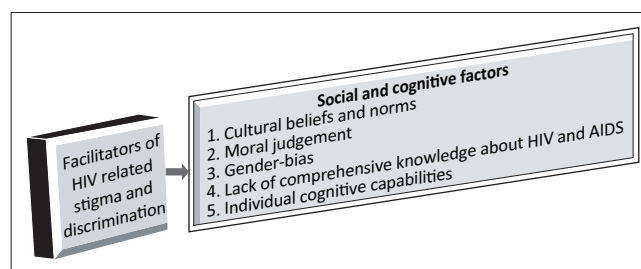 Facilitators of
HIV related
stigma and
discrimination
Social and cognitive factors
1. Cultural beliefs and norms
2. Moral judgement
3. Gender-bias
4. Lack of comprehensive knowledge about HIV and AIDS
5. Individual cognitive capabilities